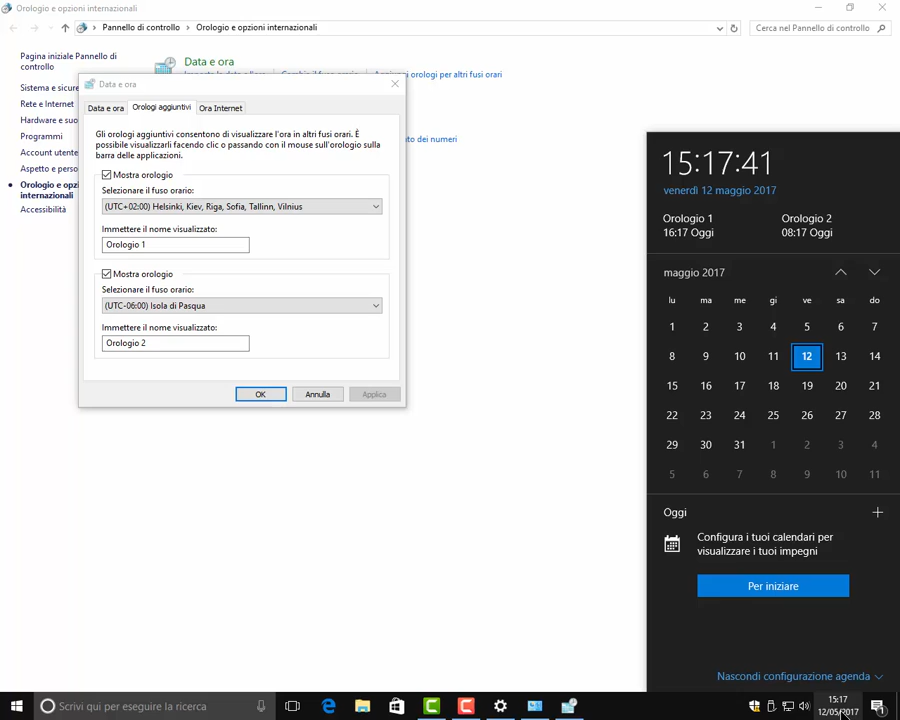 Orologio e opzioni internazionali
Pannello di controllo > Orologio e opzioni internazionali
Cerca nel Pannello di controllo
Pagina iniziale Pannello di
controllo
Sistema e sicure
Rete e Internet
Hardware e suo
Programmi
Account utente
Aspetto e perso
Orologio e opzi
internazionali
Accessibilità
Data e ora
orologi per altri fusi orari
ato dei numeri
Data e ora
Data e ora
Orologi aggiuntivi
Ora Internet
Gli orologi aggiuntivi consentono di visualizzare l'ora in altri fusi orari. È
possibile visualizzarli facendo clic o passando con il mouse sull'orologio sulla
barra delle applicazioni.
Mostra orologio
Selezionare il fuso orario:
(UTC+02:00) Helsinki, Kiev, Riga, Sofia, Tallinn, Vilnius
Immettere il nome visualizzato:
Orologio 1
Mostra orologio
Selezionare il fuso orario:
(UTC-06:00) Isola di Pasqua
Immettere il nome visualizzato:
Orologio 2
OK
Annulla
Applica
15:17:41
venerdì 12 maggio 2017
Orologio 1 Orologio 2
16:17 Oggi 08:17 Oggi
maggio 2017
lu ma me gi ve sa do
1 2 3 4 5 6 7
8 9 10 11 12 13 14
15 16 17 18 19 20 21
22 23 24 25 26 27 28
29 30 31 1 2 3 4
5 6 7 8 9 10 11
Oggi
Configura i tuoi calendari per
visualizzare i tuoi impegni
Per iniziare
Nascondi configurazione agenda
Scrivi qui per eseguire la ricerca
15:17
12/05/2017
1